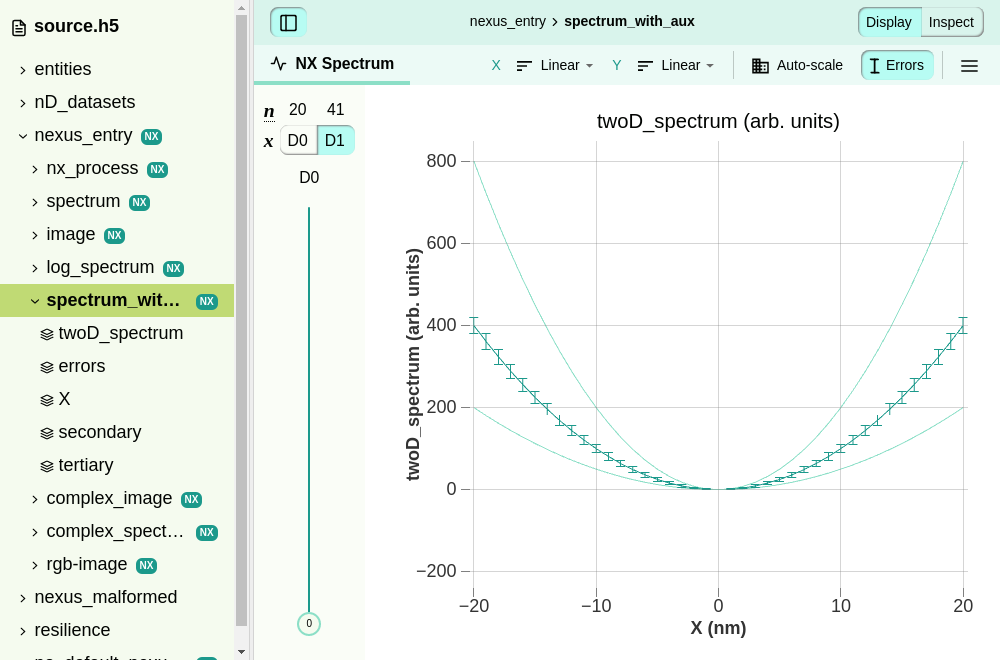 source.h5
entities
nD_datasets
nexus_entry NX
nx_process NX
spectrum NX
image NX
log_spectrum NX
spectrum_wit... NX
twoD_spectrum
errors
X
secondary
tertiary
complex_image NX
complex_spect... NX
rgb-image NX
nexus_malformed
resilience
nexus_entry spectrum_with_aux
Display Inspect
NX Spectrum
X Linear Y Linear Auto-scale Errors
n 20 41
x D0 D1
D0
0
twoD_spectrum (arb. units)
800
600
400
200
0
−200
twoD_spectrum (arb. units)
−20 −10 0 10 20
X (nm)